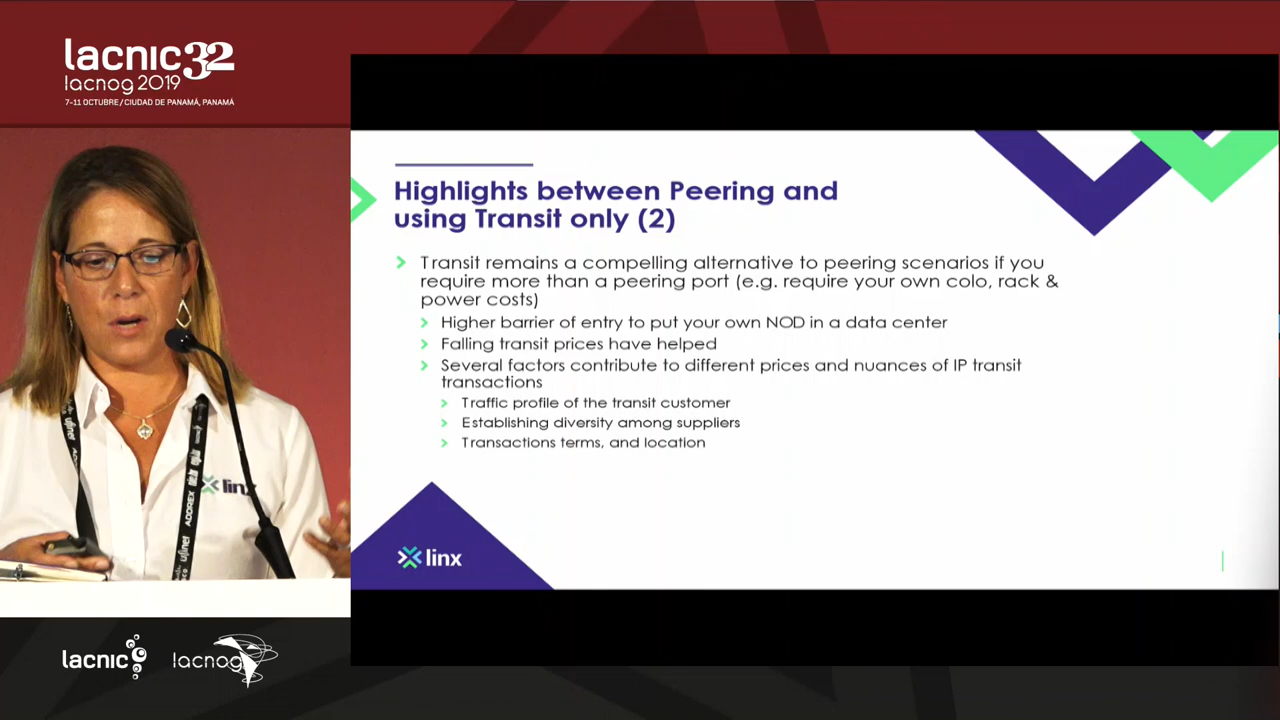 lacnic32
lacnog 2019
7-11 OCTUBRE / CIUDAD DE PANAMÁ, PANAMÁ
Highlights between Peering and
using Transit only (2)
Transit remains a compelling alternative to peering scenarios if you
require more than a peering port (e.g. require your own colo, rack &
power costs)
Higher barrier of entry to put your own NOD in a data center
Falling transit prices have helped
Several factors contribute to different prices and nuances of IP transit
transactions
Traffic profile of the transit customer
Establishing diversity among suppliers
Transactions terms, and location
linx
linx
ADDREX
ufinet
ufinet
lacnic
lacnog